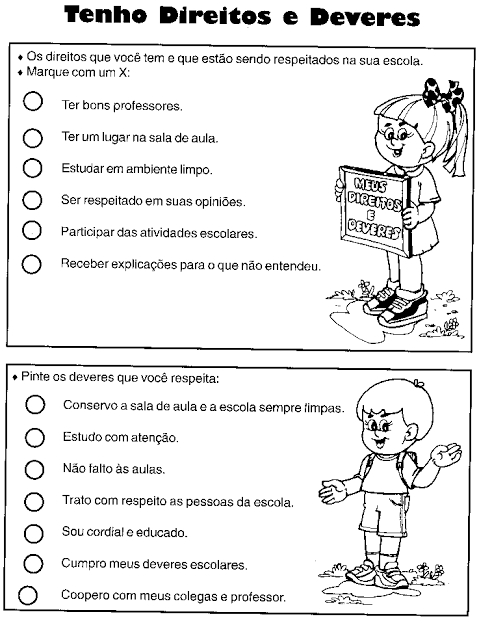 Tenho Direitos e Deveres
♦ Os direitos que você tem e que estão sendo respeitados na sua escola.
♦ Marque com um X:
Ter bons professores.
Ter um lugar na sala de aula.
Estudar em ambiente limpo.
Ser respeitado em suas opiniões.
Participar das atividades escolares.
Receber explicações para o que não entendeu.
MEUS
DIREITOS
E
DEVERES
♦ Pinte os deveres que você respeita:
Conservo a sala de aula e a escola sempre limpas.
Estudo com atenção.
Não falto às aulas.
Trato com respeito as pessoas da escola.
Sou cordial e educado.
Cumpro meus deveres escolares.
Coopero com meus colegas e professor.